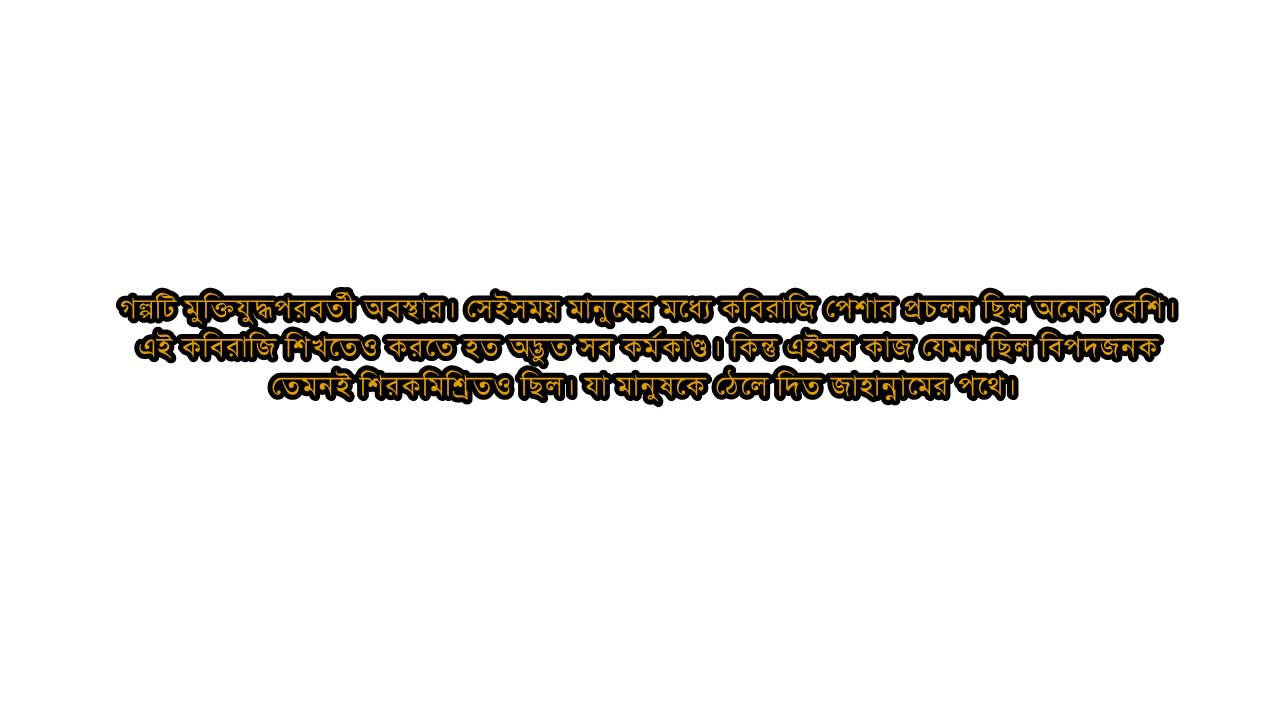 গল্পটি মুক্তিযুদ্ধপরবর্তী অবস্থার। সেইসময় মানুষের মধ্যে কবিরাজি পেশার প্রচলন ছিল অনেক বেশি।
এই কবিরাজি শিখতেও করতে হত অদ্ভুত সব কর্মকাণ্ড। কিন্তু এইসব কাজ যেমন ছিল বিপদজনক
তেমনই শিরকমিশ্রিতও ছিল। যা মানুষকে ঠেলে দিত জাহান্নামের পথে।